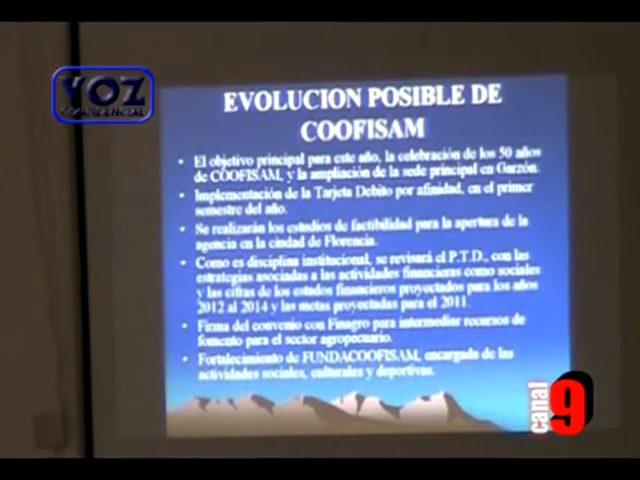 VOZ
EVOLUCION POSIBLE DE
COOFISAM
• El objetivo principal para este año, la celebración de los 50 años
de COOFISAM, y la ampliación de la sede principal en Garzón.
• Implementación de la Tarjeta Debito por afinidad, en el primer
semestre del año.
• Se realizarán los estudios de factibilidad para la apertura de la
agencia en la ciudad de Florencia.
• Como es disciplina institucional, se revisará el P.T.D., con las
estrategias asociadas a las actividades financieras como sociales
y las cifras de los estados financieros proyectados para los años
2012 al 2014 y las metas proyectadas para el 2011.
• Firma del convenio con Finagro para intermediar recursos de
fomento para el sector agropecuario.
• Fortalecimiento de FUNDACOOFISAM, encargada de las
actividades sociales, culturales y deportivas.
canal 9